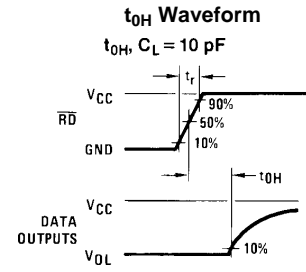 t0H Waveform
t0H, CL = 10 pF
tr
VCC
90%
RD
50%
GND
10%
t0H
VCC
DATA
OUTPUTS
VOL
10%